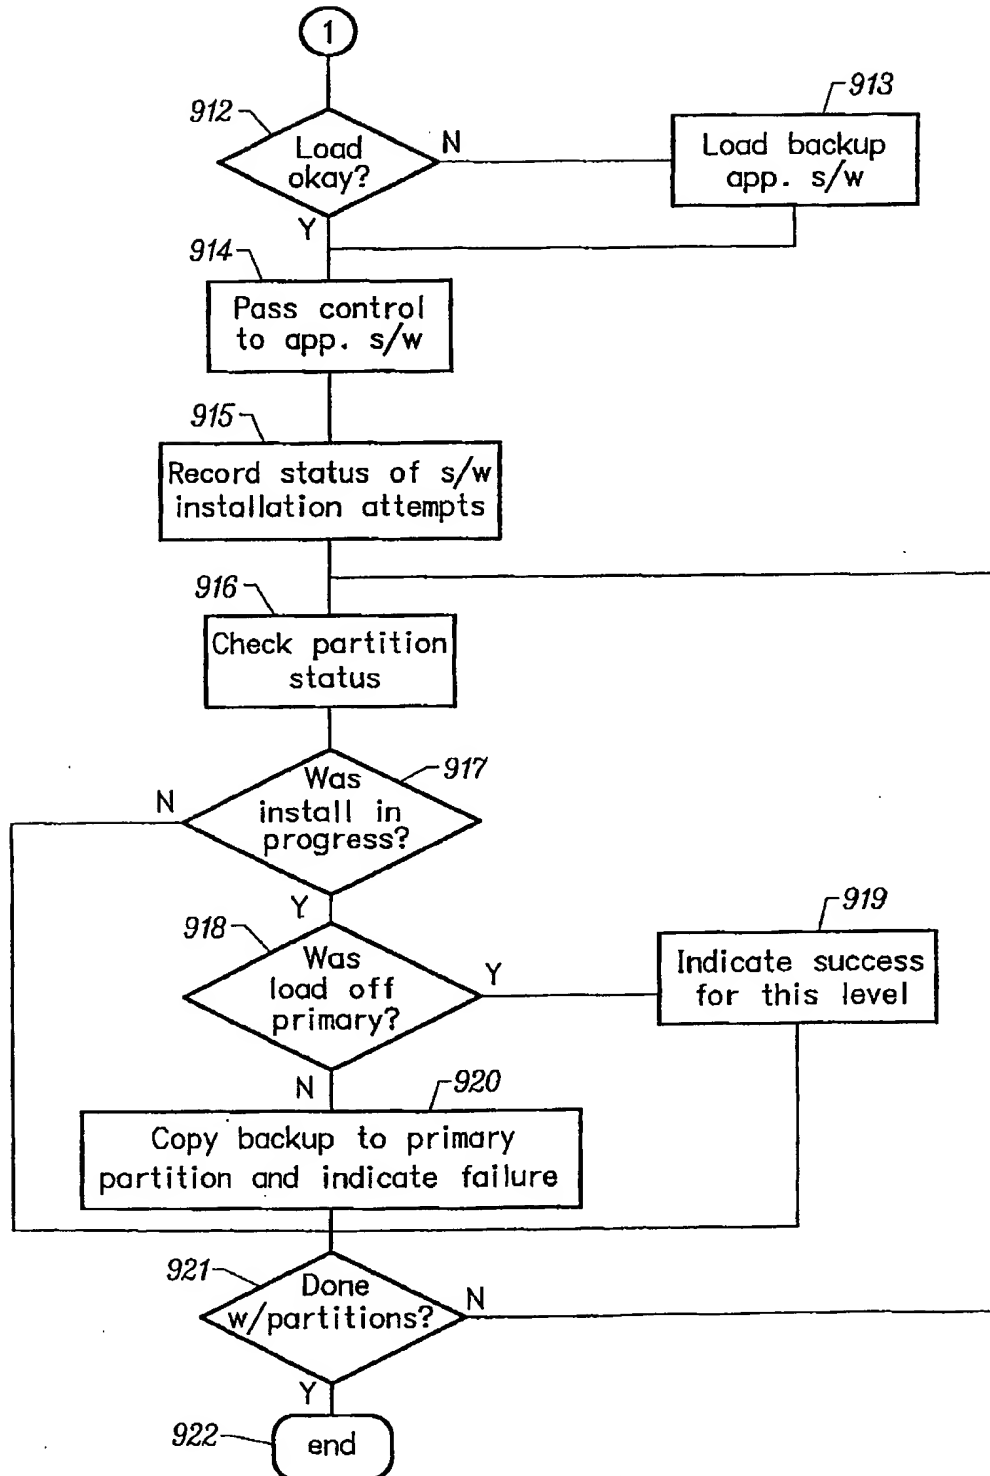 1
912
Load
okay?
N
913
Load backup
app. s/w
Y
914
Pass control
to app. s/w
915
Record status of s/w
installation attempts
916
Check partition
status
917
Was
install in
progress?
N
Y
918
Was
load off
primary?
Y
919
Indicate success
for this level
N
920
Copy backup to primary
partition and indicate failure
921
Done
w/partitions?
N
Y
922
end